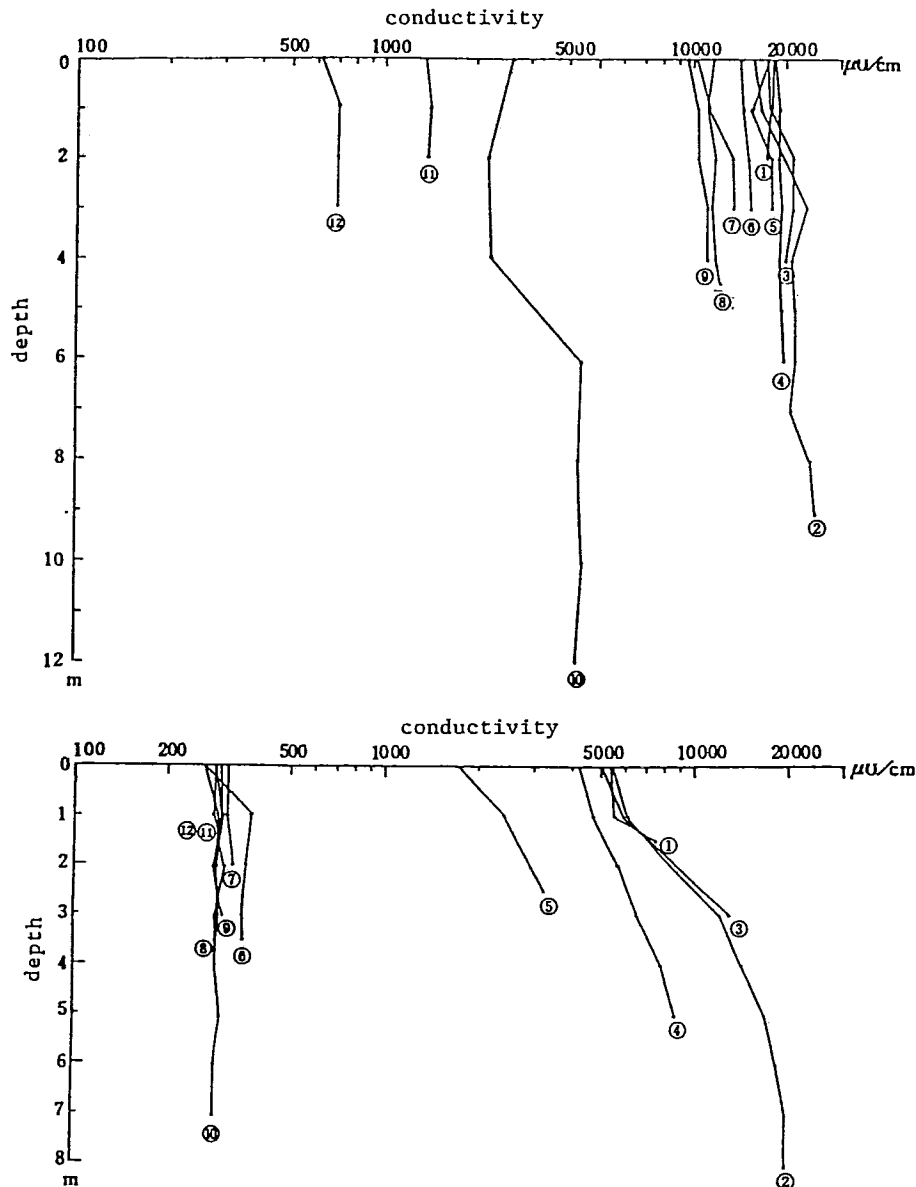 conductivity
100 500 1000 5000 10000 20000 μ℧/cm
0
2
4
6
8
10
12
m
depth
① ② ③ ④ ⑤ ⑥ ⑦ ⑧ ⑨ ⑩ ⑪ ⑫
conductivity
100 200 500 1000 5000 10000 20000 μ℧/cm
0
1
2
3
4
5
6
7
8
m
depth
⑫ ⑪ ① ⑦ ⑤ ⑨ ③ ⑧ ⑥ ④ ⑩ ②